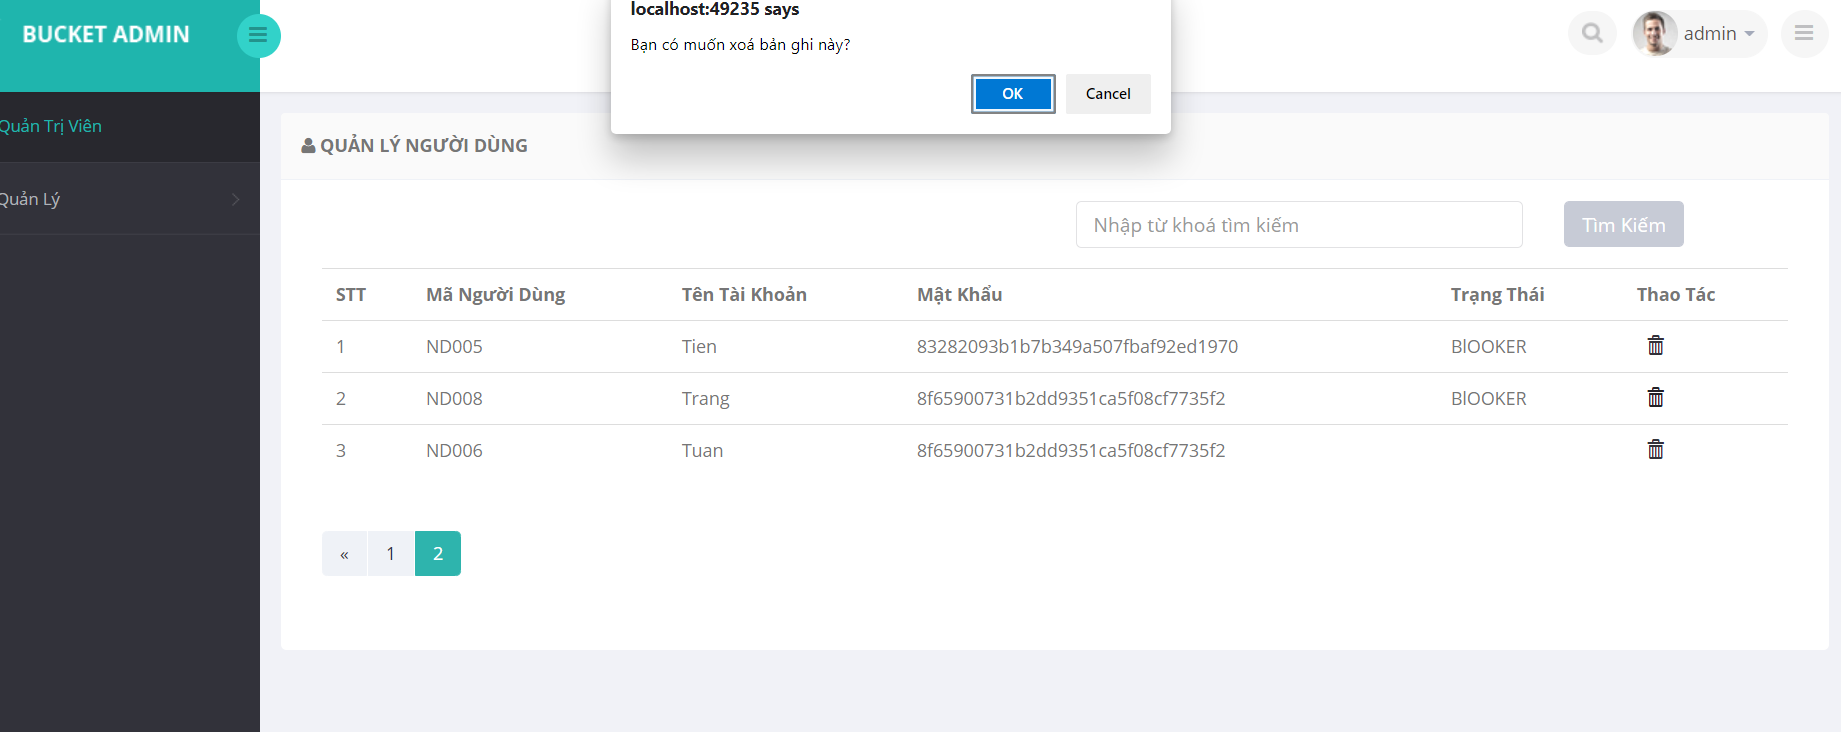 BUCKET ADMIN
localhost:49235 says
Bạn có muốn xoá bản ghi này?
OK
Cancel
admin
Quản Trị Viên
Quản Lý
QUẢN LÝ NGƯỜI DÙNG
Nhập từ khoá tìm kiếm
Tìm Kiếm
STT Mã Người Dùng Tên Tài Khoản Mật Khẩu Trạng Thái Thao Tác
1 ND005 Tien 83282093b1b7b349a507fbaf92ed1970 BlOOKER
2 ND008 Trang 8f65900731b2dd9351ca5f08cf7735f2 BlOOKER
3 ND006 Tuan 8f65900731b2dd9351ca5f08cf7735f2
« 1 2